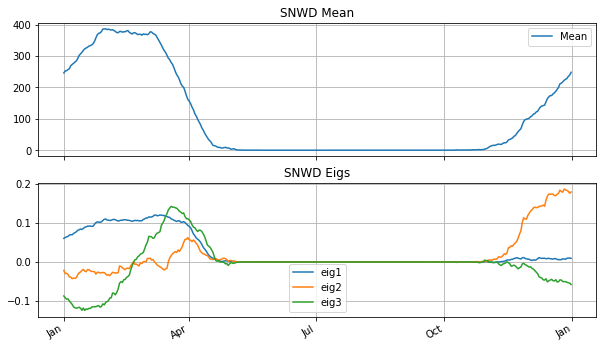 SNWD Mean
400
300
200
100
0
Mean
SNWD Eigs
0.2
0.1
0.0
−0.1
eig1
eig2
eig3
Jan
Apr
Jul
Oct
Jan